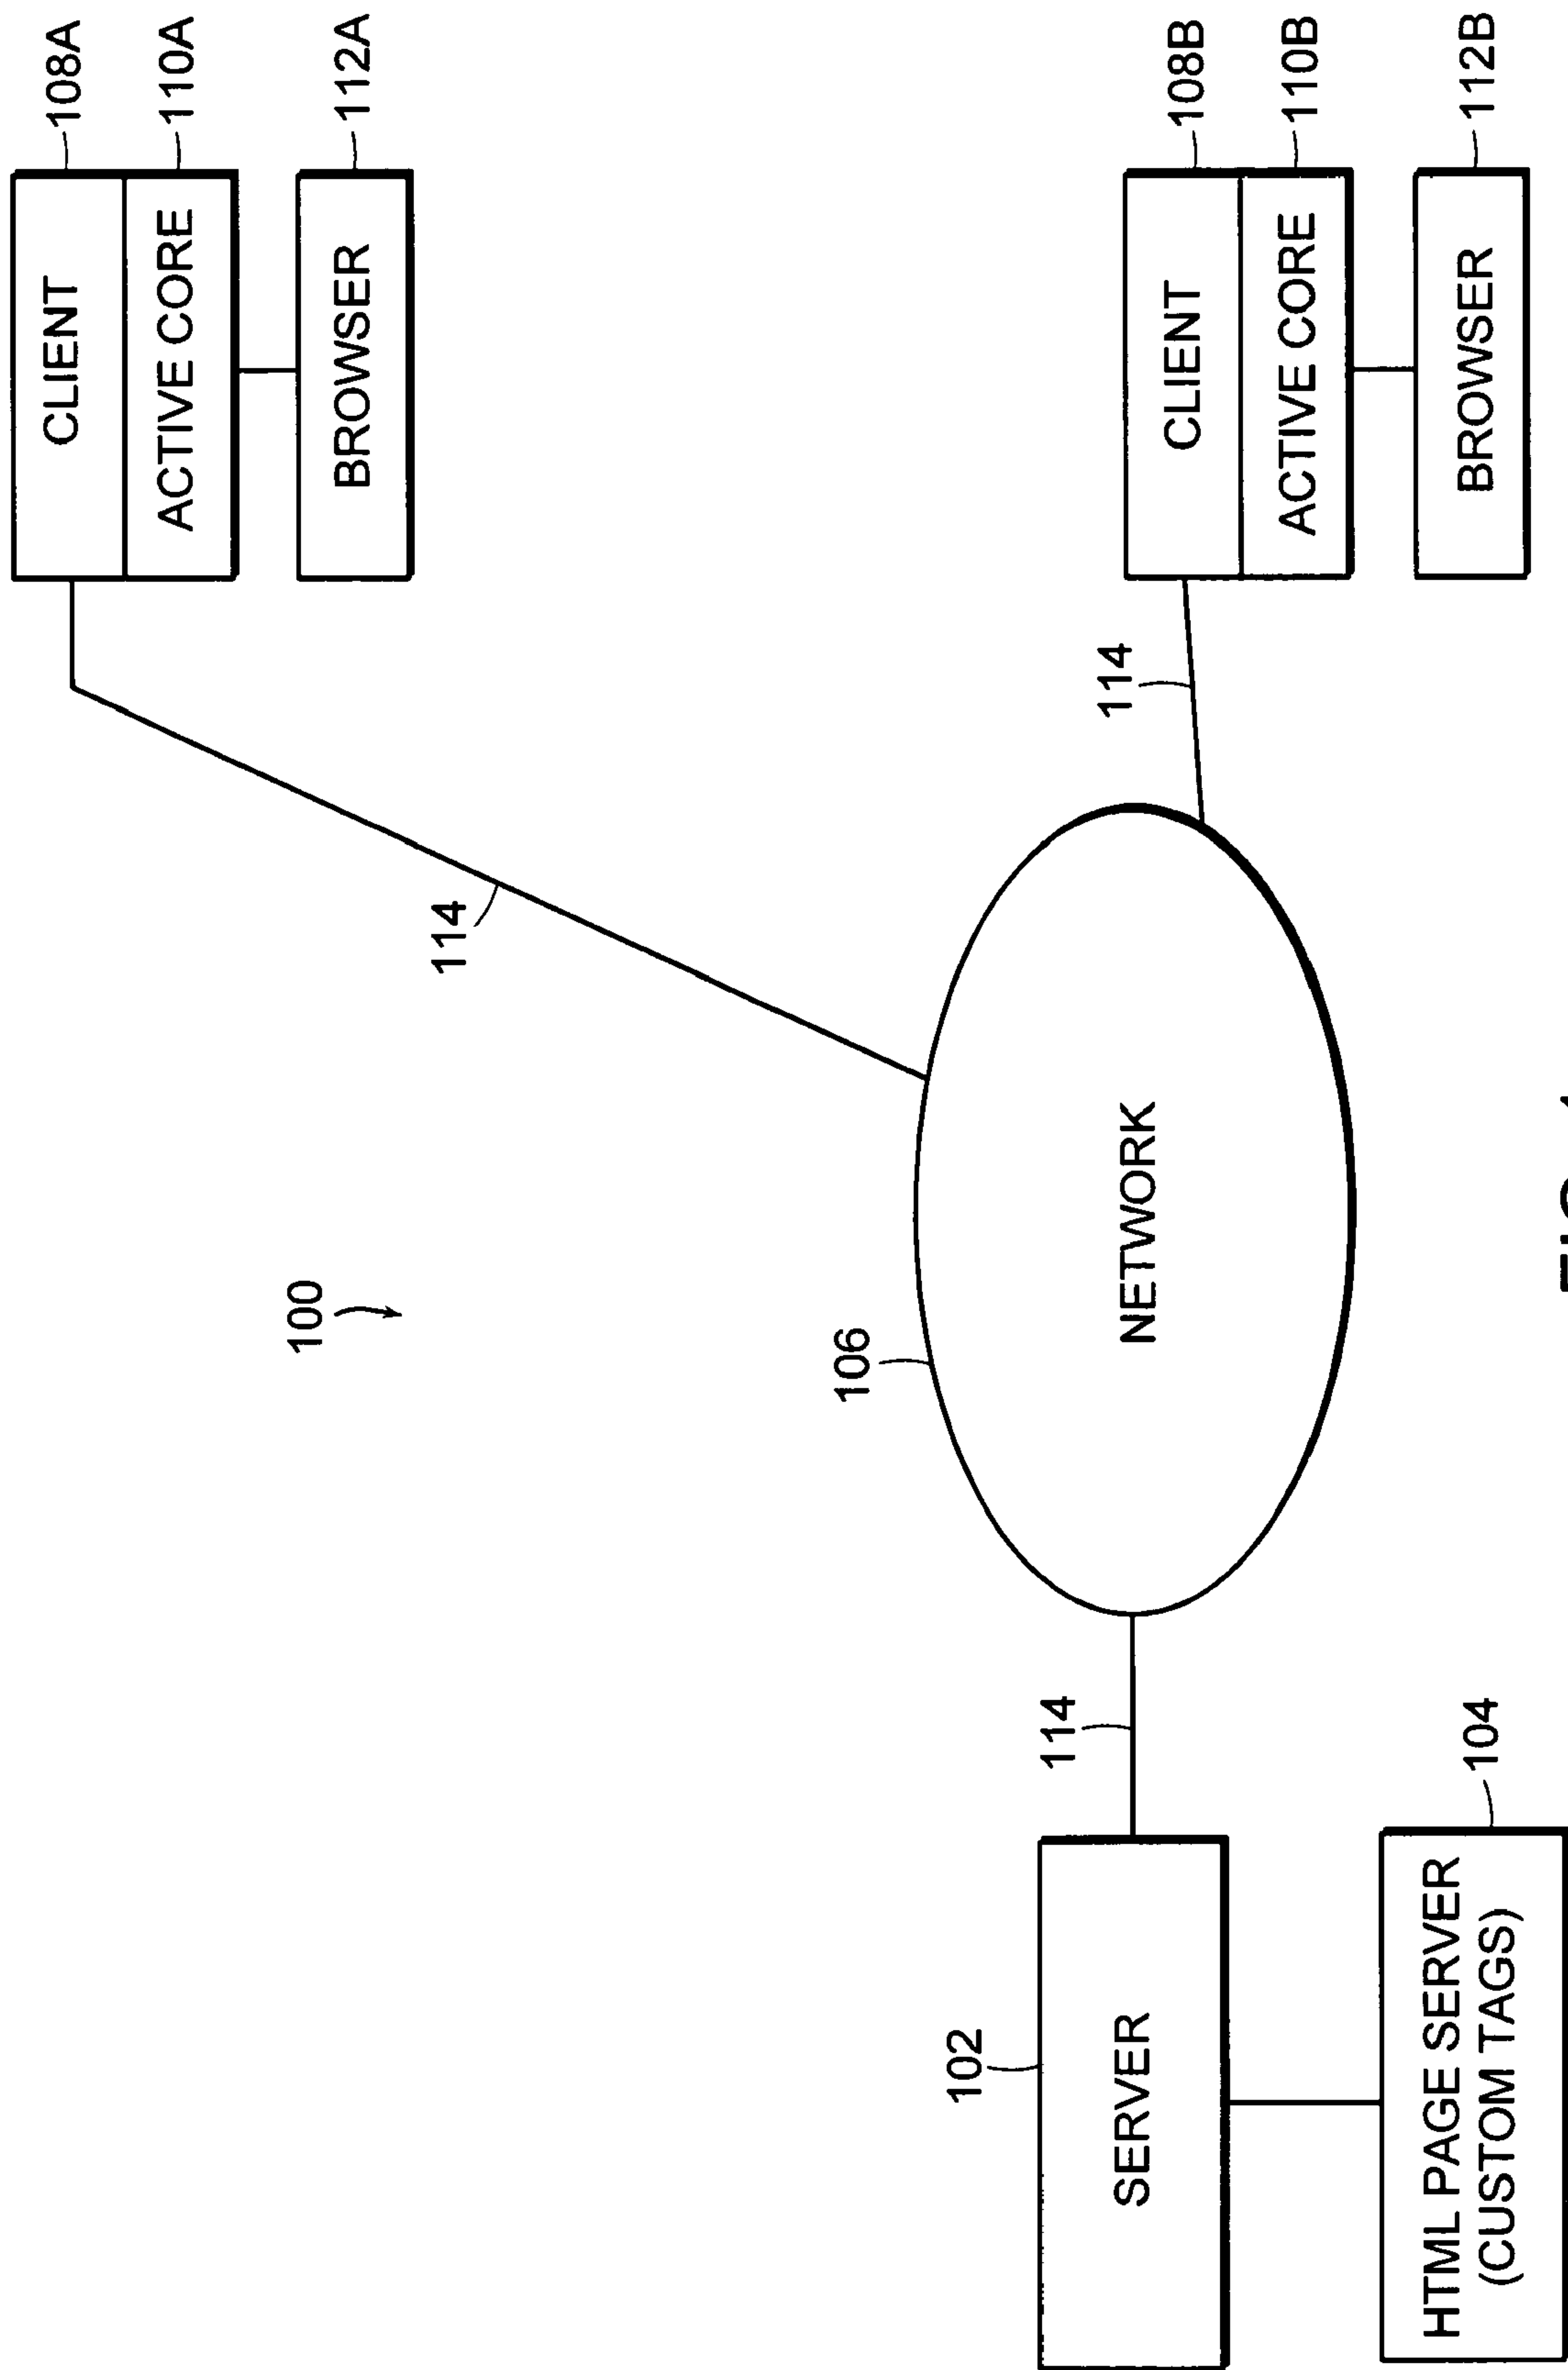 100
CLIENT
108A
ACTIVE CORE
110A
BROWSER
112A
114
106
NETWORK
114
CLIENT
108B
ACTIVE CORE
110B
BROWSER
112B
102
SERVER
114
HTML PAGE SERVER
(CUSTOM TAGS)
104